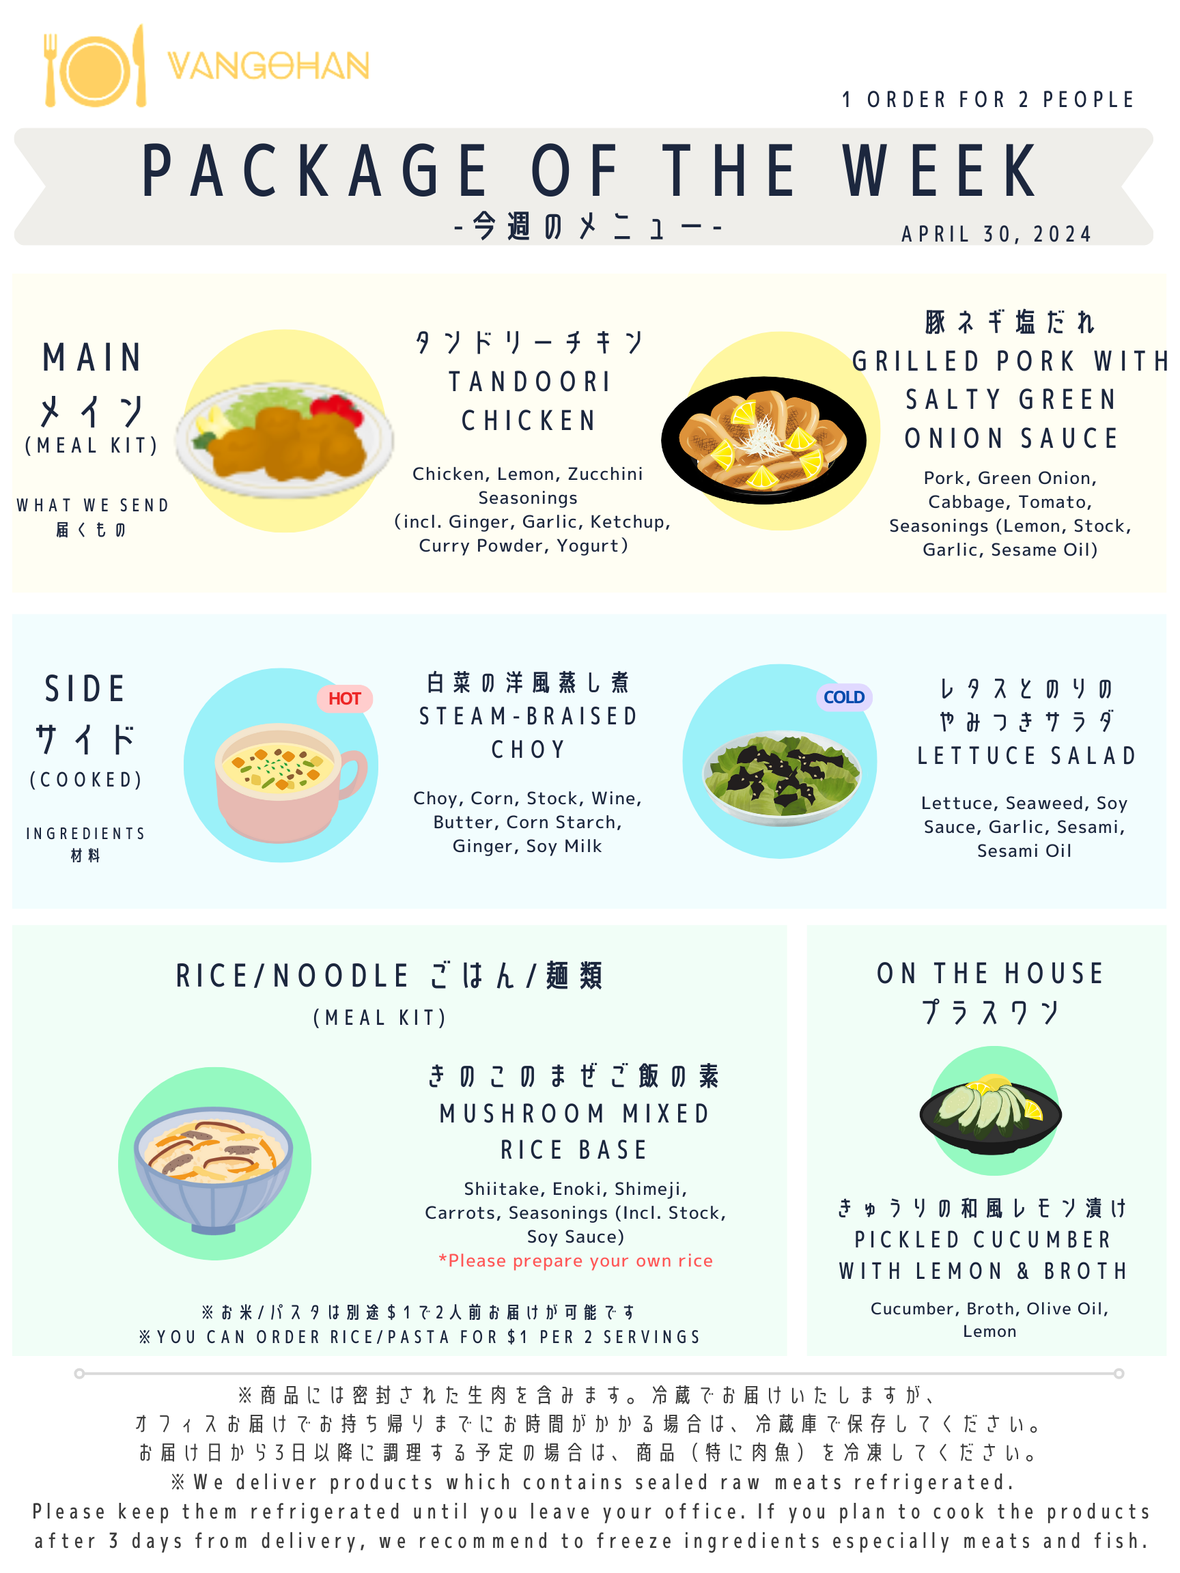 VANGOHAN
1 ORDER FOR 2 PEOPLE
PACKAGE OF THE WEEK
-今週のメニュー-
APRIL 30, 2024
MAIN
メイン
(MEAL KIT)
WHAT WE SEND
届くもの
タンドリーチキン
TANDOORI
CHICKEN
Chicken, Lemon, Zucchini
Seasonings
(incl. Ginger, Garlic, Ketchup,
Curry Powder, Yogurt)
豚ネギ塩だれ
GRILLED PORK WITH
SALTY GREEN
ONION SAUCE
Pork, Green Onion,
Cabbage, Tomato,
Seasonings (Lemon, Stock,
Garlic, Sesame Oil)
SIDE
サイド
(COOKED)
INGREDIENTS
材料
HOT
白菜の洋風蒸し煮
STEAM-BRAISED
CHOY
Choy, Corn, Stock, Wine,
Butter, Corn Starch,
Ginger, Soy Milk
COLD
レタスとのりの
やみつきサラダ
LETTUCE SALAD
Lettuce, Seaweed, Soy
Sauce, Garlic, Sesami,
Sesami Oil
RICE/NOODLE ごはん/麺類
(MEAL KIT)
きのこのまぜご飯の素
MUSHROOM MIXED
RICE BASE
Shiitake, Enoki, Shimeji,
Carrots, Seasonings (Incl. Stock,
Soy Sauce)
*Please prepare your own rice
※お米/パスタは別途$1で2人前お届けが可能です
※YOU CAN ORDER RICE/PASTA FOR $1 PER 2 SERVINGS
ON THE HOUSE
プラスワン
きゅうりの和風レモン漬け
PICKLED CUCUMBER
WITH LEMON & BROTH
Cucumber, Broth, Olive Oil,
Lemon
※商品には密封された生肉を含みます。冷蔵でお届けいたしますが、
オフィスお届けでお持ち帰りまでにお時間がかかる場合は、冷蔵庫で保存してください。
お届け日から3日以降に調理する予定の場合は、商品（特に肉魚）を冷凍してください。
※We deliver products which contains sealed raw meats refrigerated.
Please keep them refrigerated until you leave your office. If you plan to cook the products
after 3 days from delivery, we recommend to freeze ingredients especially meats and fish.